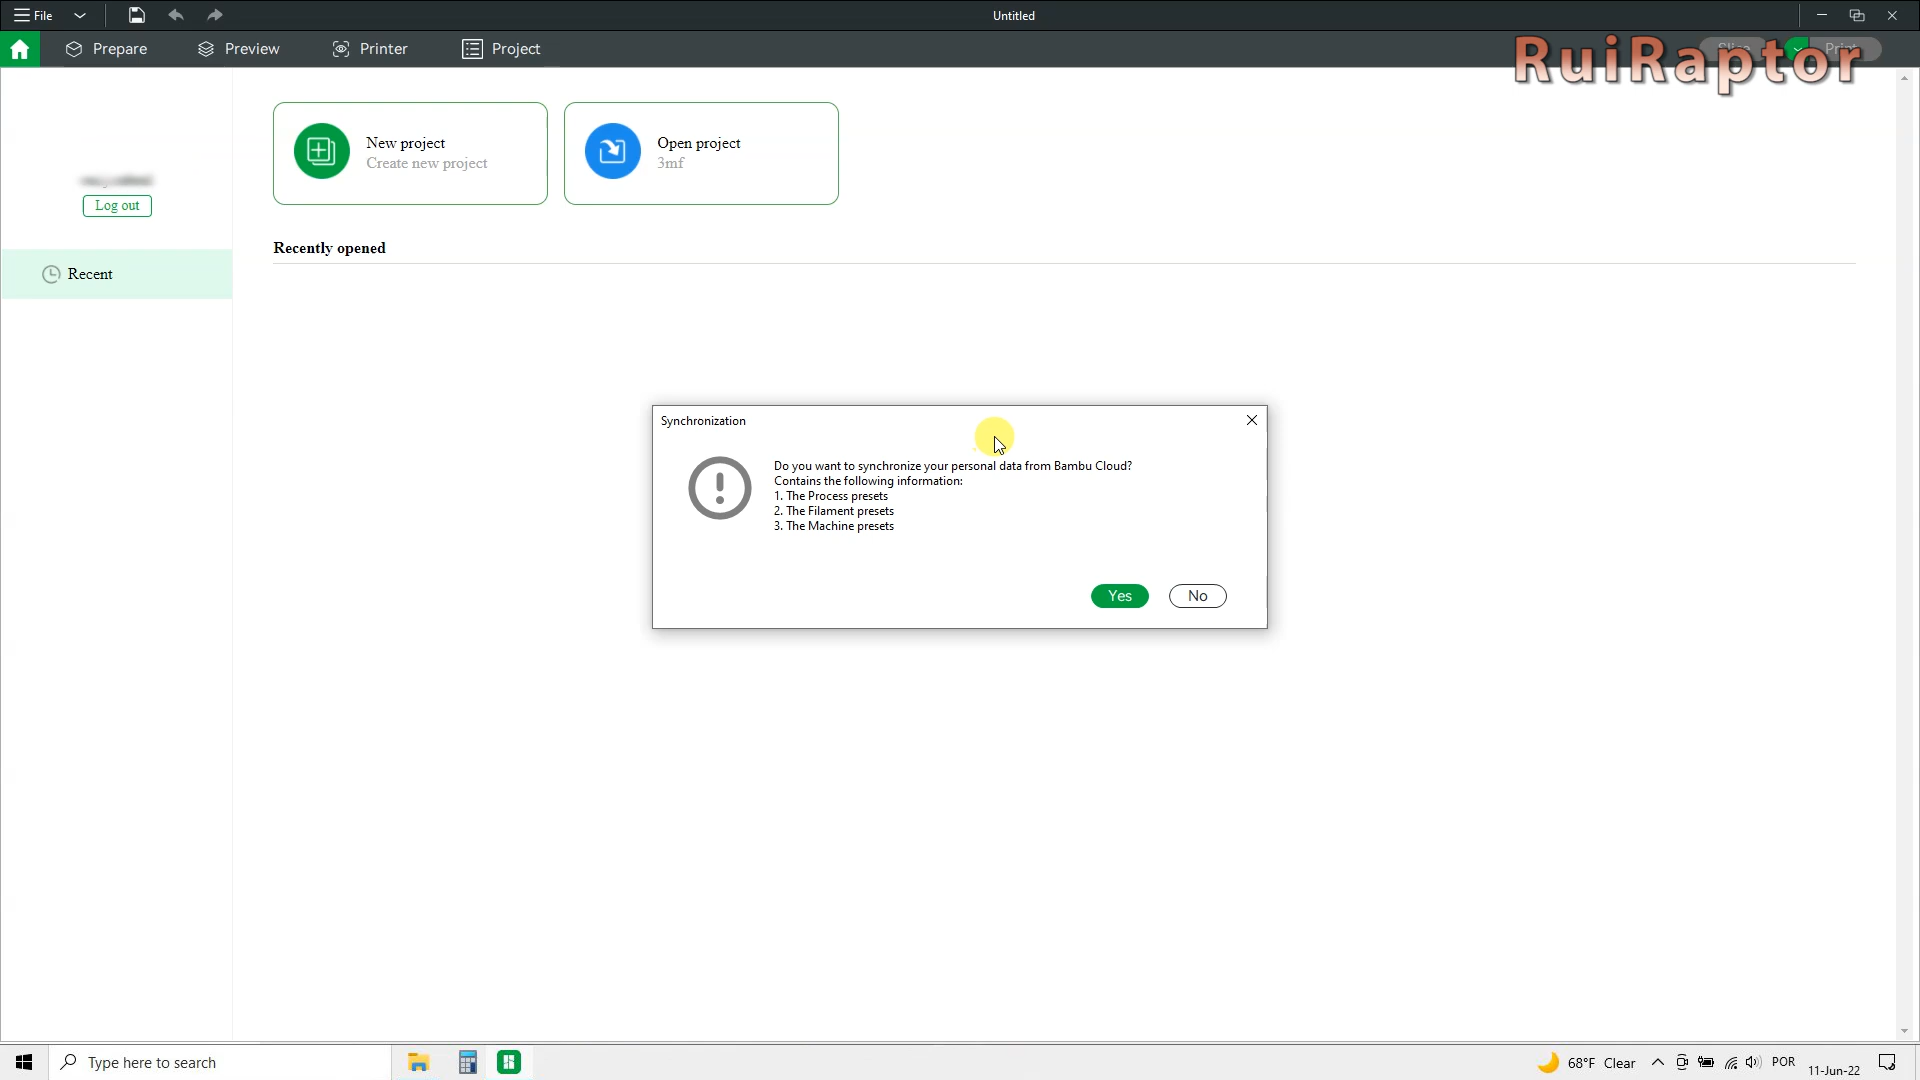 File
Untitled
Prepare
Preview
Printer
Project
Slice
Print
RuiRaptor
New project
Create new project
Open project
3mf
Log out
Recently opened
Recent
Synchronization
Do you want to synchronize your personal data from Bambu Cloud?
Contains the following information:
1. The Process presets
2. The Filament presets
3. The Machine presets
Yes
No
Type here to search
68°F Clear
POR
11-Jun-22